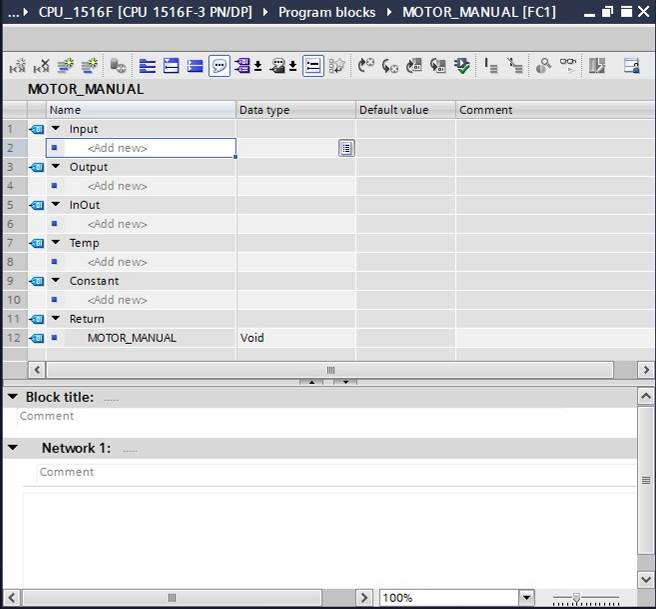 ... CPU_1516F [CPU 1516F-3 PN/DP] Program blocks MOTOR_MANUAL [FC1]
MOTOR_MANUAL
Name Data type Default value Comment
1 Input
2 <Add new>
3 Output
4 <Add new>
5 InOut
6 <Add new>
7 Temp
8 <Add new>
9 Constant
10 <Add new>
11 Return
12 MOTOR_MANUAL Void
Block title: .....
Comment
Network 1: .....
Comment
100%